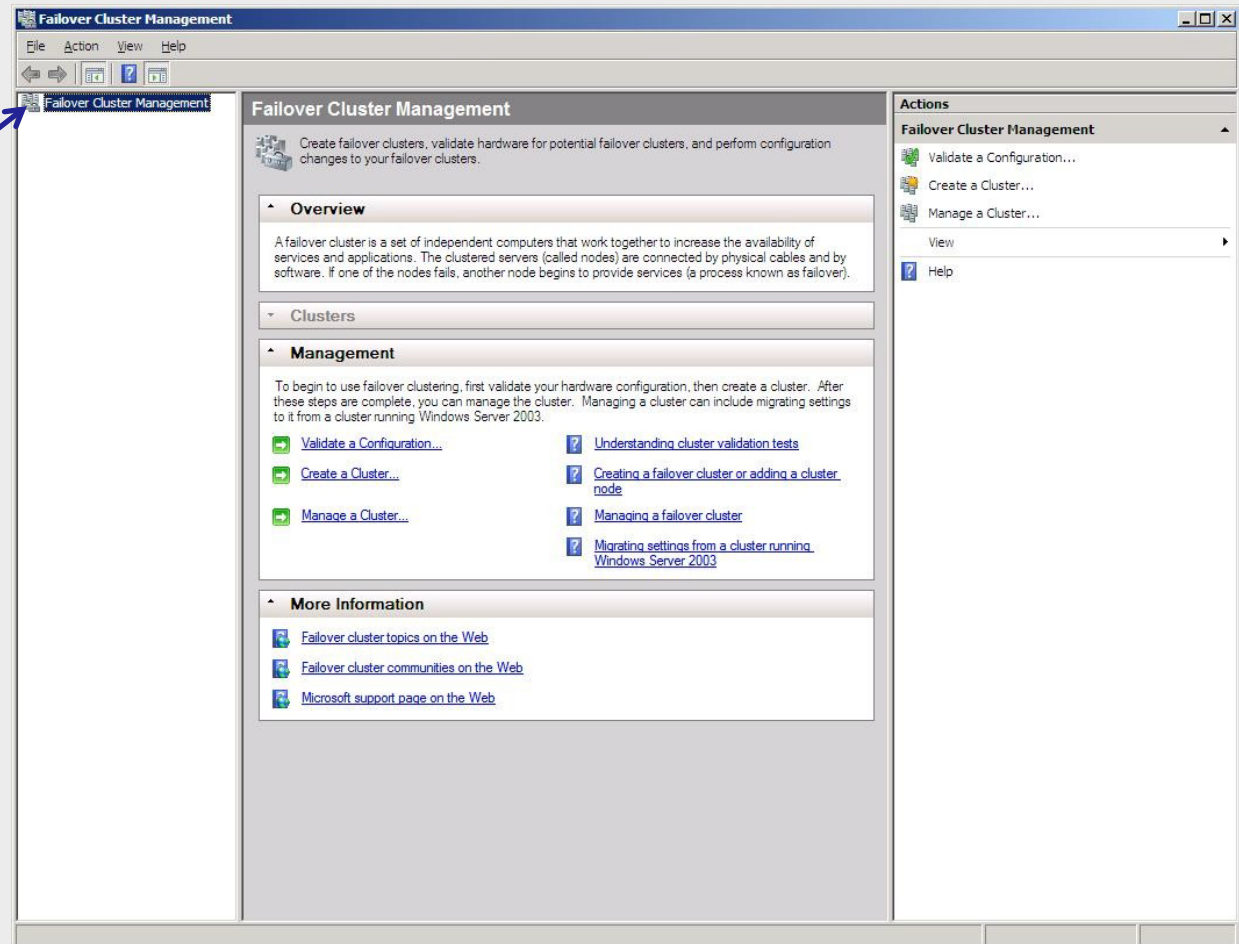 Failover Cluster Management
File Action View Help
Failover Cluster Management
Failover Cluster Management
Create failover clusters, validate hardware for potential failover clusters, and perform configuration
changes to your failover clusters.
Overview
A failover cluster is a set of independent computers that work together to increase the availability of
services and applications. The clustered servers (called nodes) are connected by physical cables and by
software. If one of the nodes fails, another node begins to provide services (a process known as failover).
Clusters
Management
To begin to use failover clustering, first validate your hardware configuration, then create a cluster. After
these steps are complete, you can manage the cluster. Managing a cluster can include migrating settings
to it from a cluster running Windows Server 2003.
Validate a Configuration...
Understanding cluster validation tests
Create a Cluster...
Creating a failover cluster or adding a cluster
node
Manage a Cluster...
Managing a failover cluster
Migrating settings from a cluster running
Windows Server 2003
More Information
Failover cluster topics on the Web
Failover cluster communities on the Web
Microsoft support page on the Web
Actions
Failover Cluster Management
Validate a Configuration...
Create a Cluster...
Manage a Cluster...
View
Help